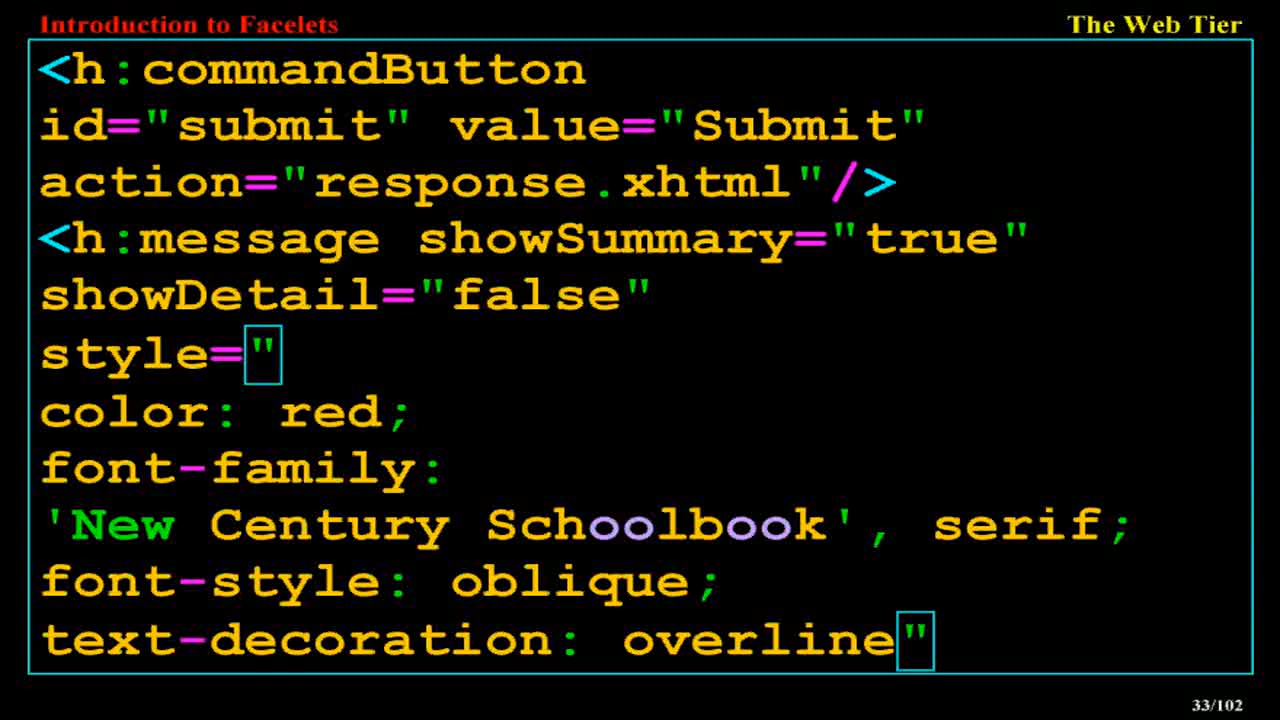 Introduction to Facelets
The Web Tier
<h:commandButton
id="submit" value="Submit"
action="response.xhtml"/>
<h:message showSummary="true"
showDetail="false"
style="
color: red;
font-family:
'New Century Schoolbook', serif;
font-style: oblique;
text-decoration: overline"
33/102